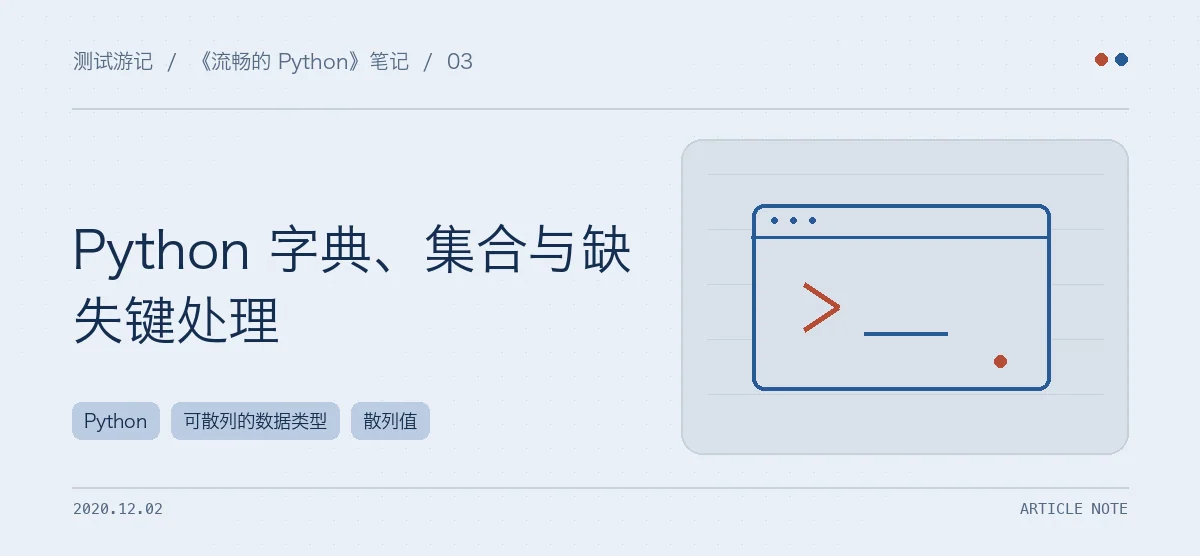 测试游记 / 《流畅的 Python》笔记 / 03
Python 字典、集合与缺
失键处理
Python 可散列的数据类型 散列值
2020.12.02 ARTICLE NOTE